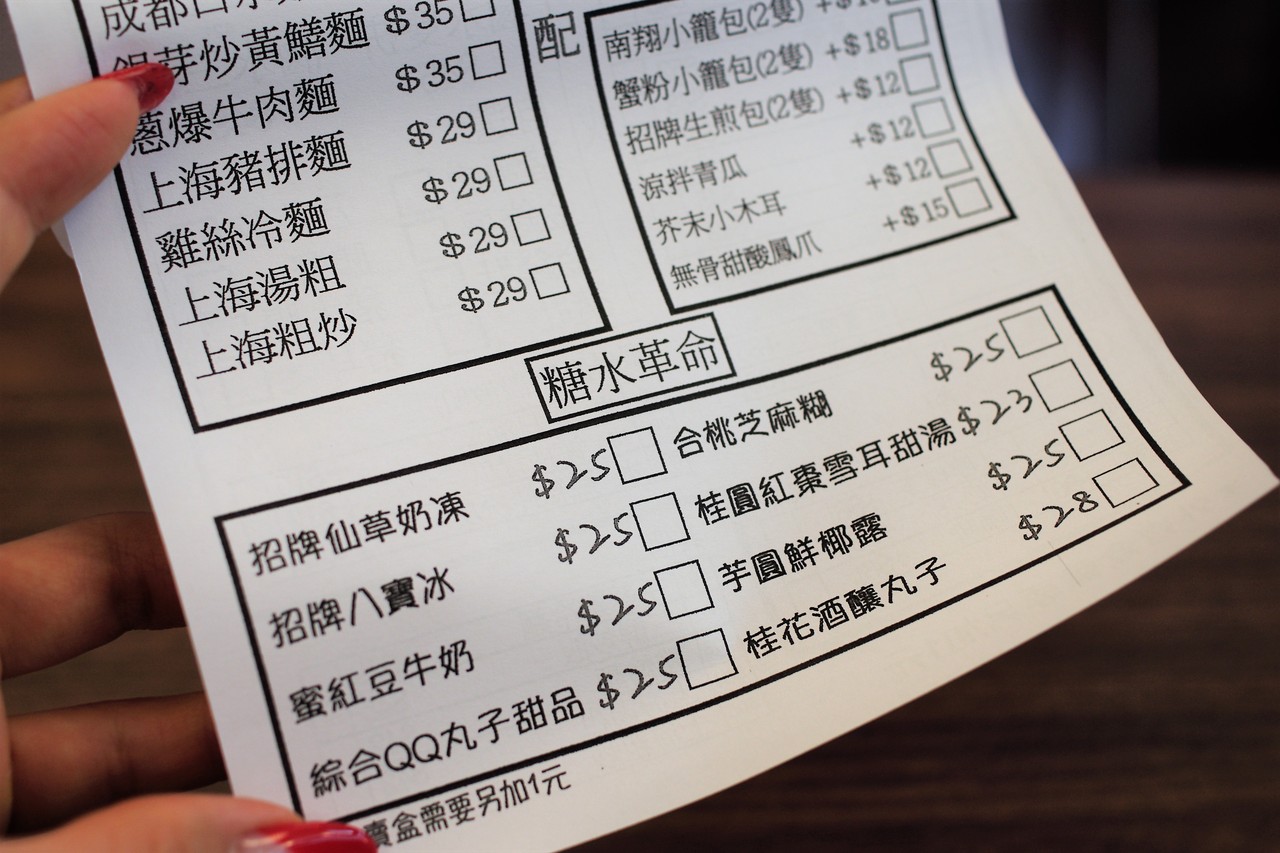 成都
芽炒黃鱔麵 $35
蔥爆牛肉麵 $35
上海豬排麵 $29
雞絲冷麵 $29
上海湯粗 $29
上海粗炒 $29
配
南翔小籠包(2隻)
蟹粉小籠包(2隻) +$18
招牌生煎包(2隻) +$12
涼拌青瓜 +$12
芥末小木耳 +$12
無骨甜酸鳳爪 +$15
糖水革命
招牌仙草奶凍 $25
招牌八寶冰 $25
蜜紅豆牛奶 $25
綜合QQ丸子甜品 $25
合桃芝麻糊 $25
桂圓紅棗雪耳甜湯 $23
芋圓鮮椰露 $25
桂花酒釀丸子 $28
賣盒需要另加1元